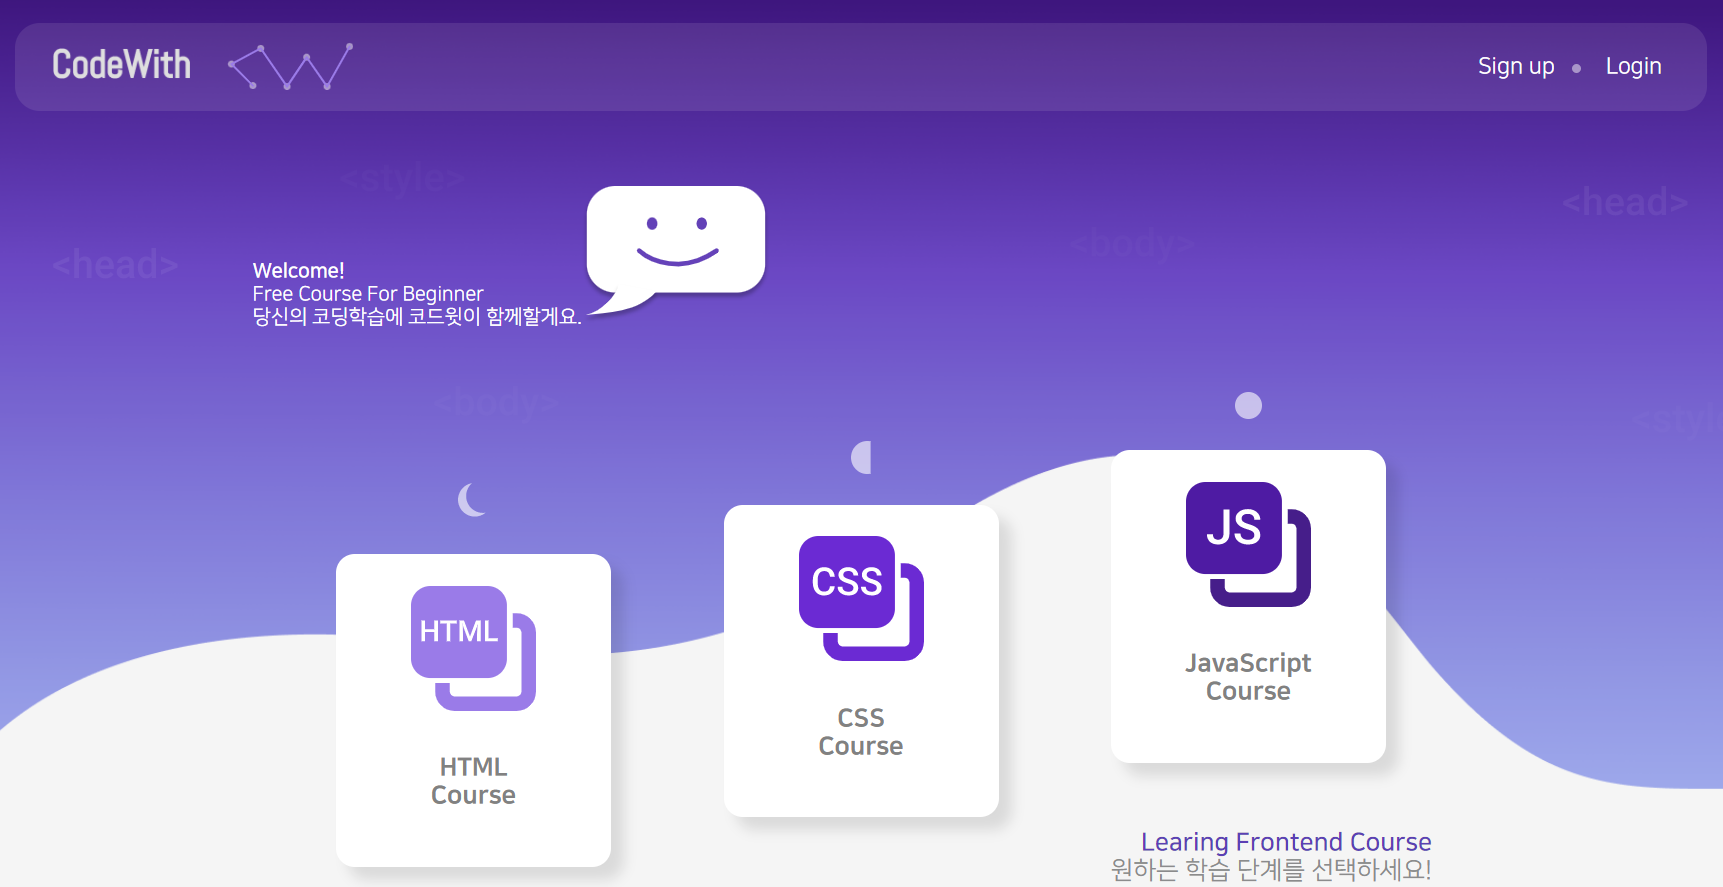 CodeWith
Sign up
Login
<style>
<head>
<body>
<head>
Welcome!
Free Course For Beginner
당신의 코딩학습에 코드윗이 함께할게요.
<body>
<styl
JS
JavaScript
Course
CSS
CSS
Course
HTML
HTML
Course
Learing Frontend Course
원하는 학습 단계를 선택하세요!